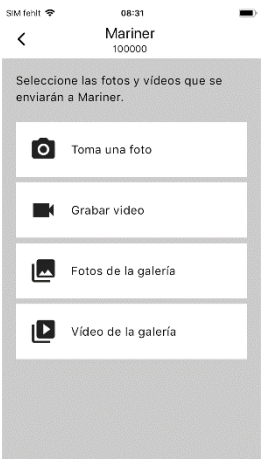 SIM fehlt 08:31
Mariner
100000
Seleccione las fotos y vídeos que se
enviarán a Mariner.
Toma una foto
Grabar video
Fotos de la galería
Vídeo de la galería